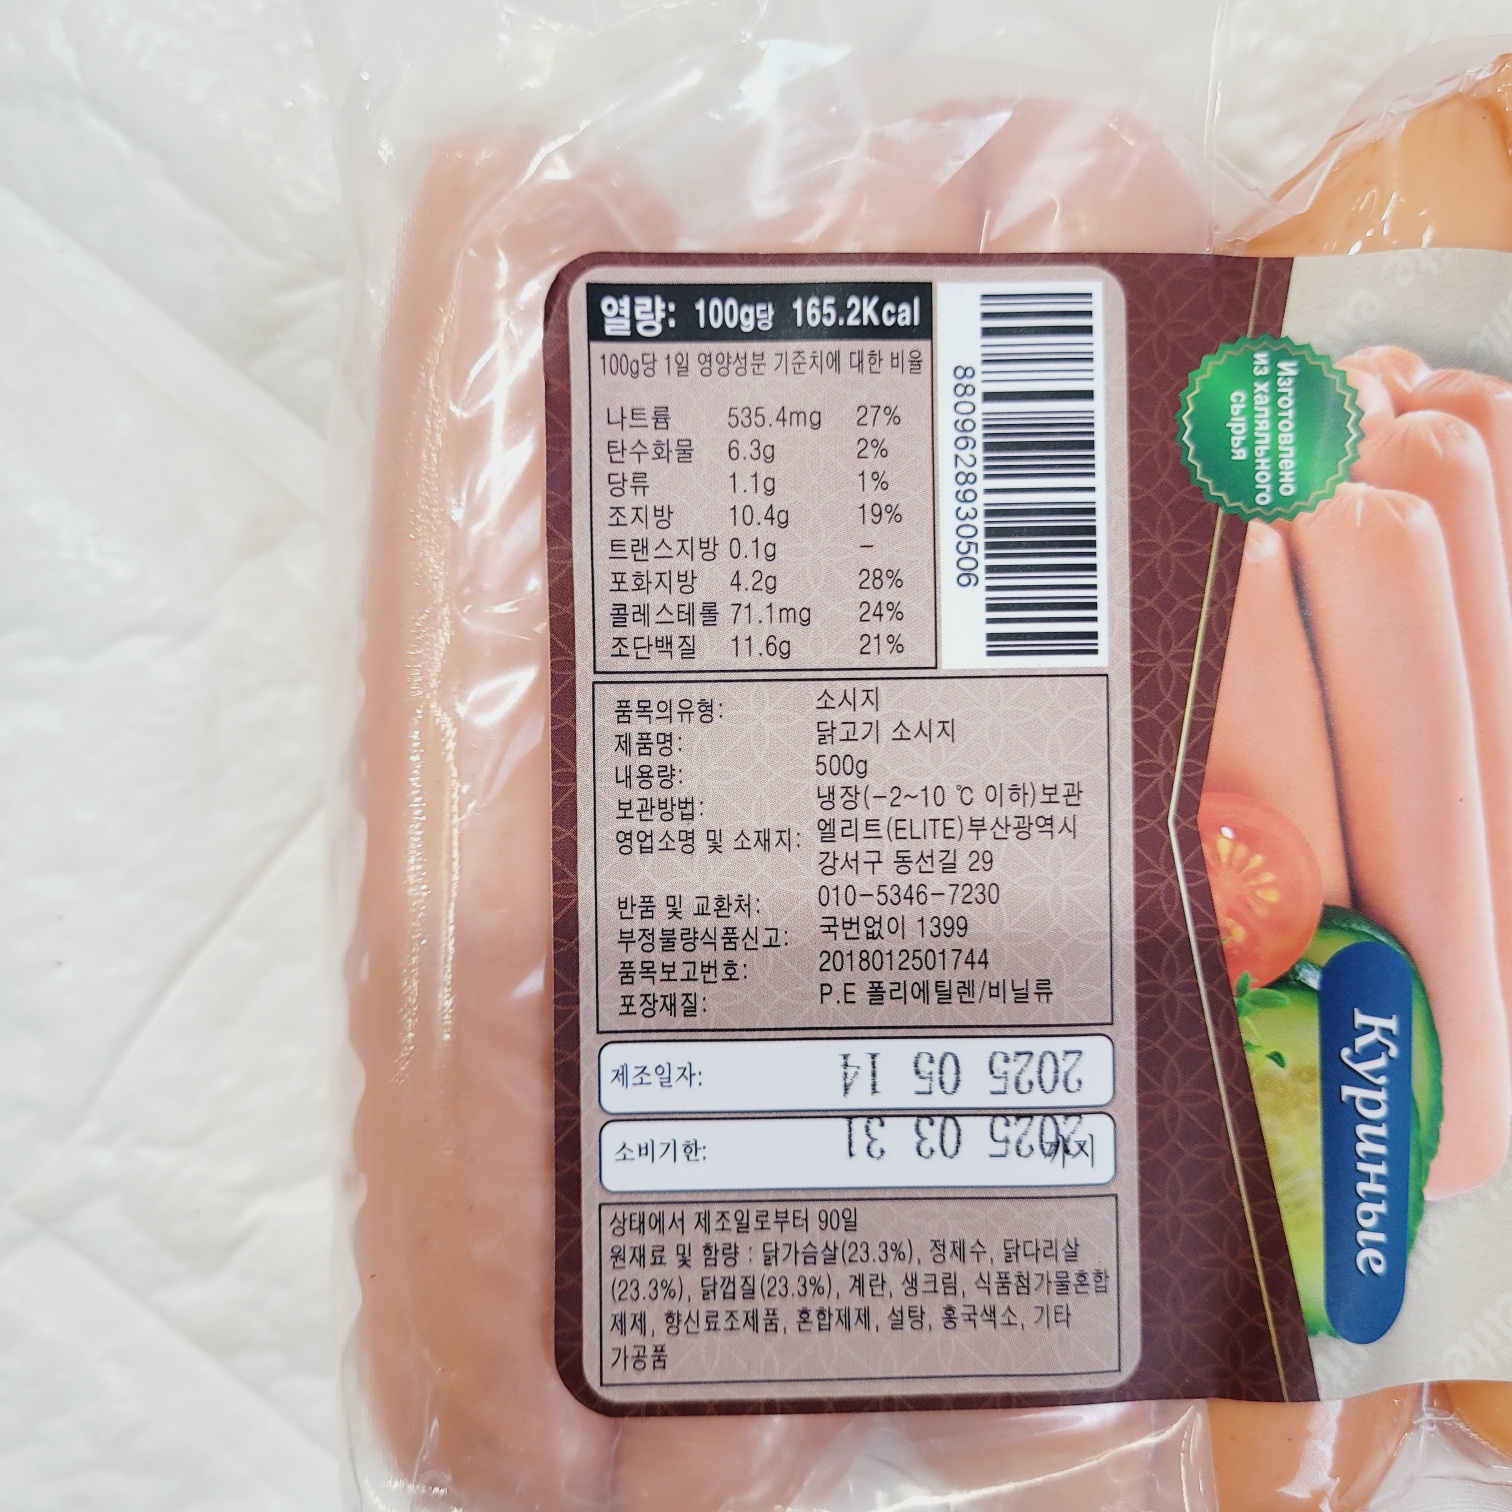 열량: 100g당 165.2Kcal
100g당 1일 영양성분 기준치에 대한 비율
나트륨 535.4mg 27%
탄수화물 6.3g 2%
당류 1.1g 1%
조지방 10.4g 19%
트랜스지방 0.1g -
포화지방 4.2g 28%
콜레스테롤 71.1mg 24%
조단백질 11.6g 21%
8809628930506
품목의유형: 소시지
제품명: 닭고기 소시지
내용량: 500g
보관방법: 냉장(-2~10 ℃ 이하)보관
영업소명 및 소재지: 엘리트(ELITE)부산광역시
강서구 동선길 29
반품 및 교환처: 010-5346-7230
부정불량식품신고: 국번없이 1399
품목보고번호: 2018012501744
포장재질: P.E 폴리에틸렌/비닐류
제조일자: 2025 05 14
소비기한: 2025 03 31 까지
상태에서 제조일로부터 90일
원재료 및 함량 : 닭가슴살(23.3%), 정제수, 닭다리살
(23.3%), 닭껍질(23.3%), 계란, 생크림, 식품첨가물혼합
제제, 향신료조제품, 혼합제제, 설탕, 홍국색소, 기타
가공품
Изготовлено
из халяльного
сырья
Куриные